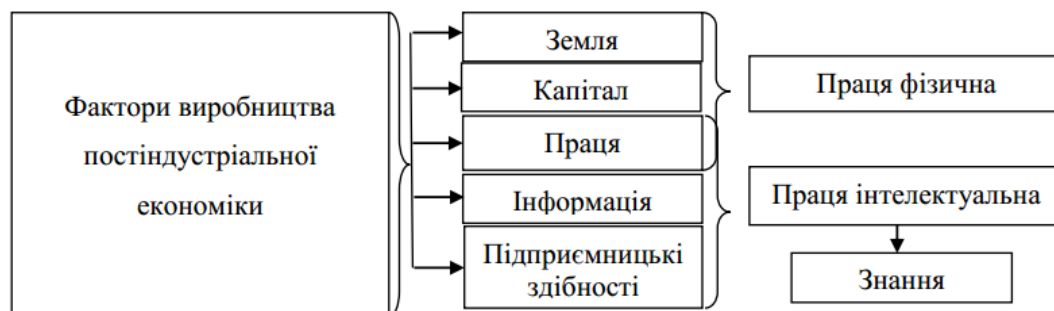 Фактори виробництва
постіндустріальної
економіки
Земля
Капітал
Праця
Інформація
Підприємницькі
здібності
Праця фізична
Праця інтелектуальна
Знання